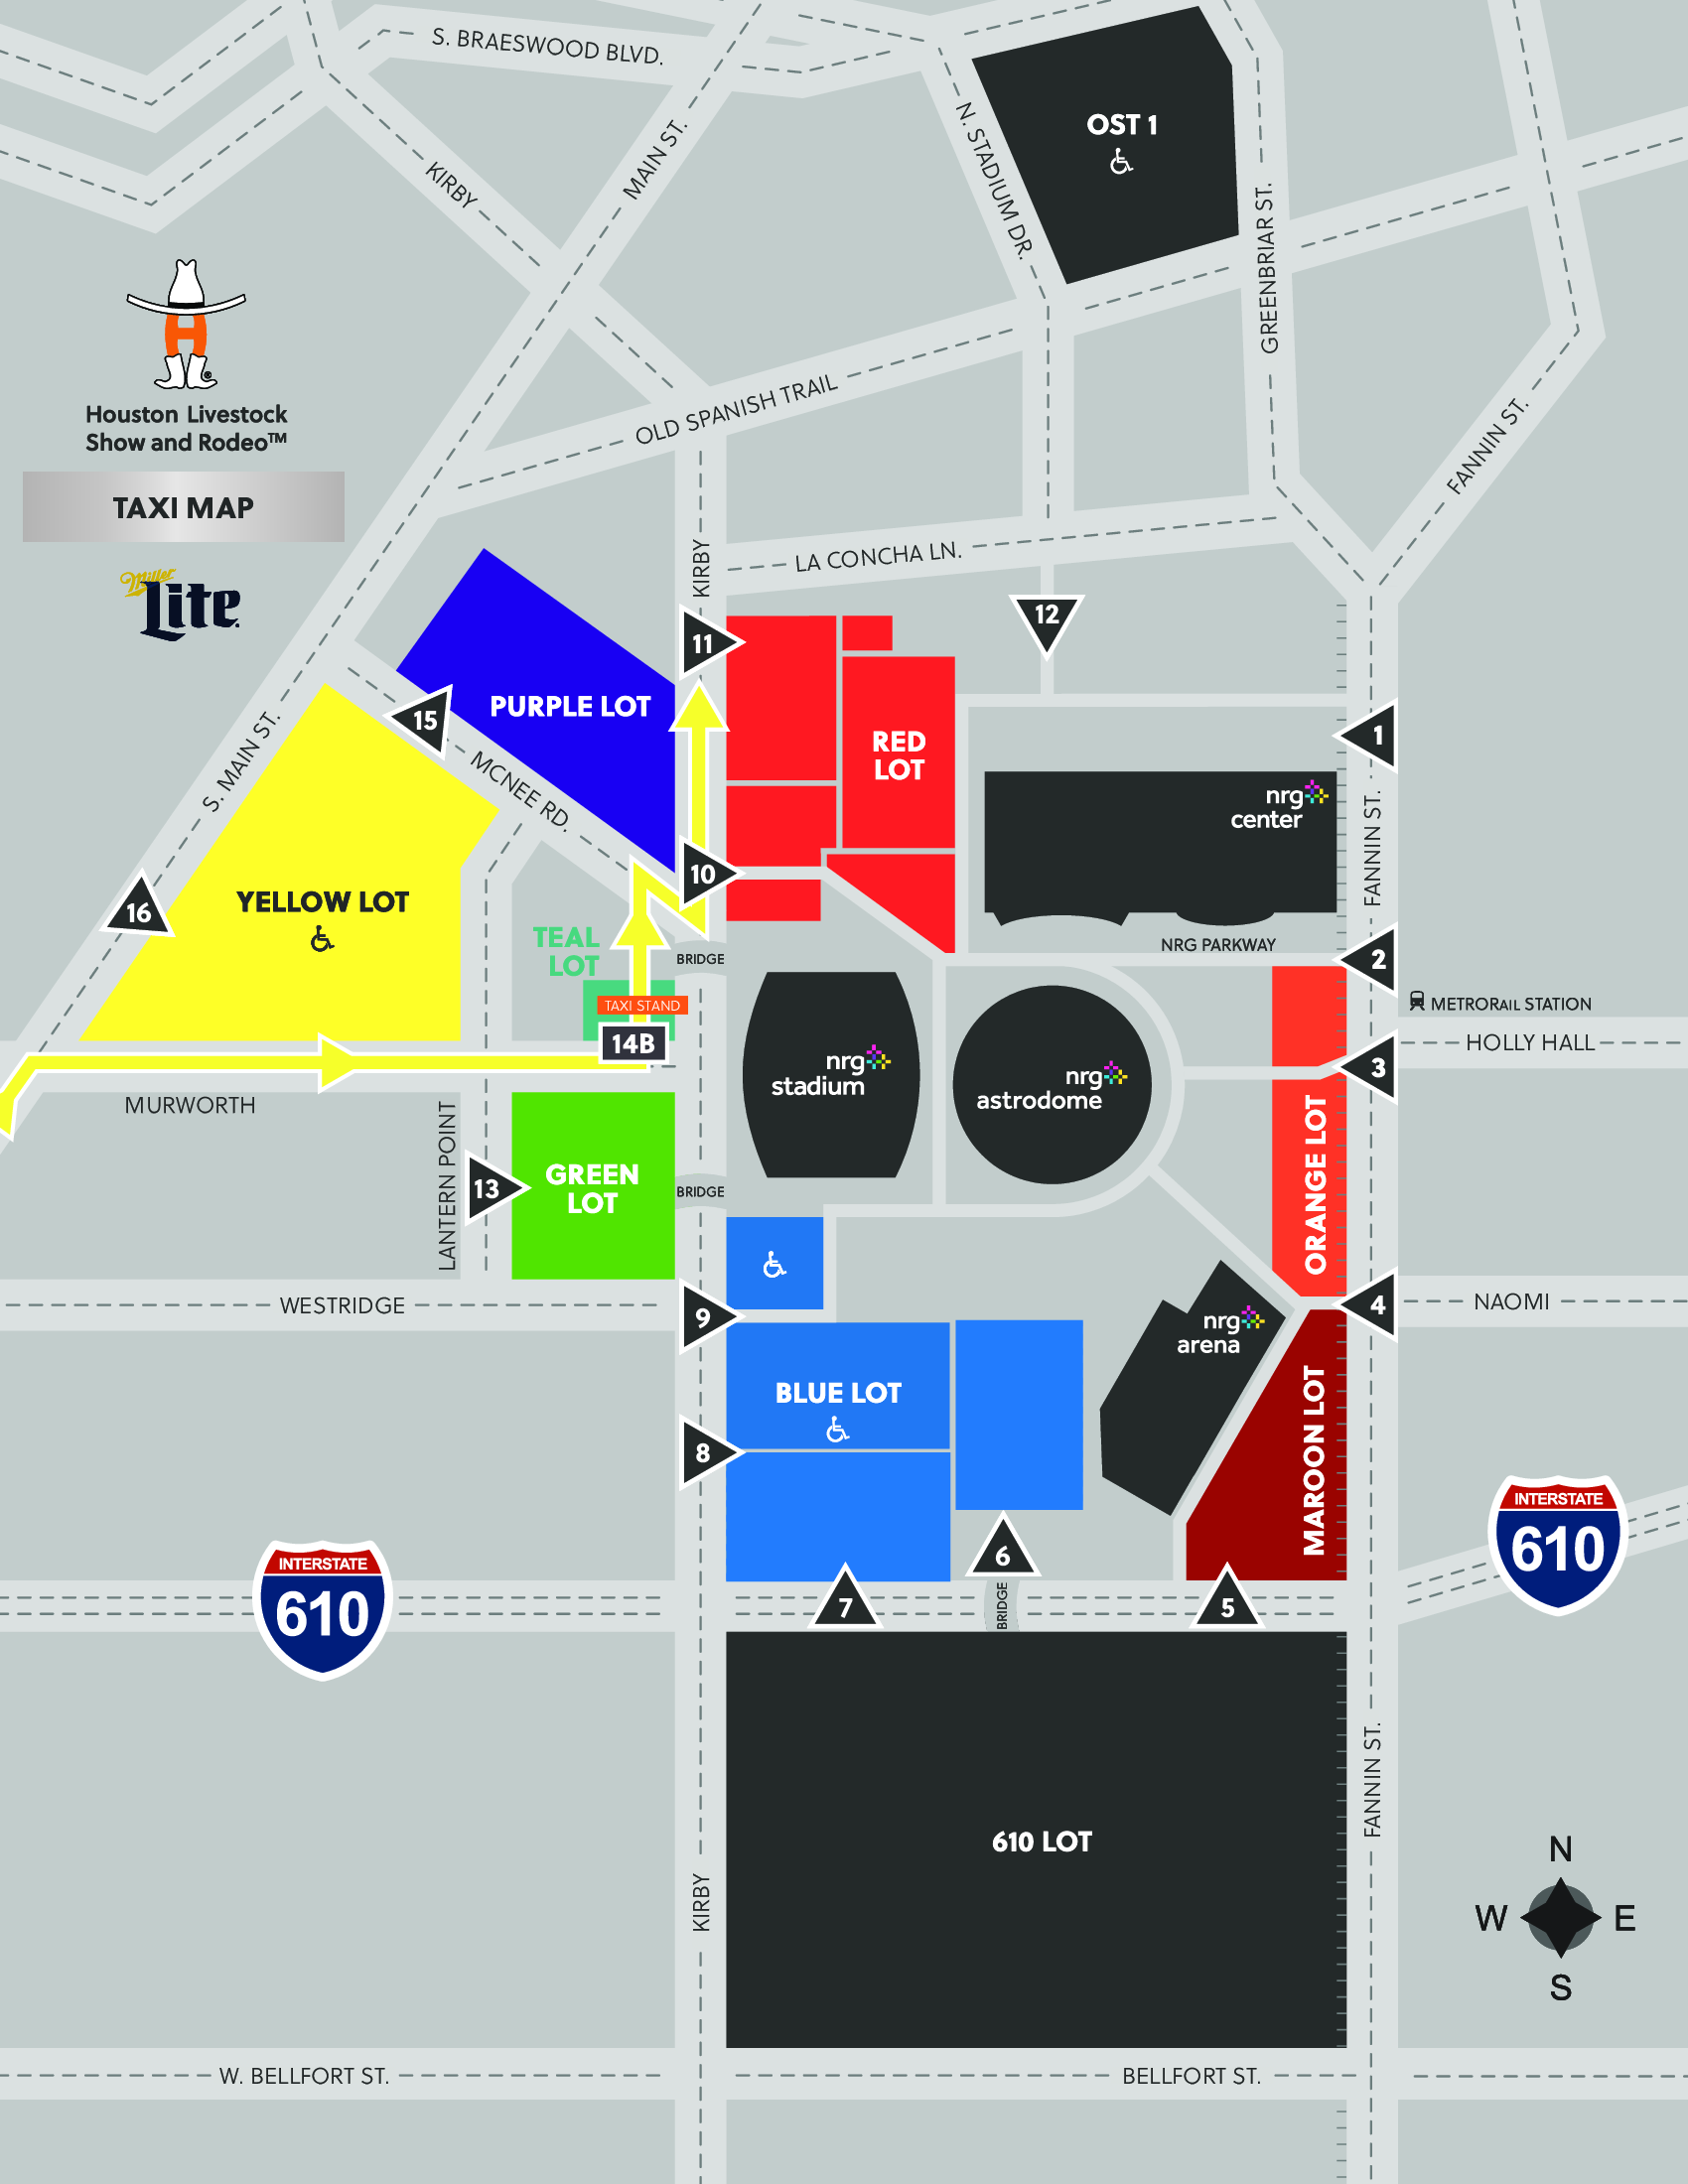 S. BRAESWOOD BLVD.
KIRBY
MAIN ST.
N. STADIUM DR.
OST 1
GREENBRIAR ST.
Houston Livestock
Show and Rodeo™
TAXI MAP
Miller
Lite
OLD SPANISH TRAIL
FANNIN ST.
KIRBY
LA CONCHA LN.
11
12
PURPLE LOT
15
RED
LOT
1
S. MAIN ST.
MCNEE RD.
nrg
center
FANNIN ST.
10
16
YELLOW LOT
TEAL
LOT
BRIDGE
NRG PARKWAY
2
TAXI STAND
METRORAIL STATION
14B
HOLLY HALL
nrg
stadium
nrg
astrodome
3
MURWORTH
LANTERN POINT
13
GREEN
LOT
BRIDGE
ORANGE LOT
WESTRIDGE
9
nrg
arena
4
NAOMI
BLUE LOT
8
MAROON LOT
INTERSTATE
610
INTERSTATE
610
7
6
BRIDGE
5
610 LOT
FANNIN ST.
KIRBY
N
W
E
S
W. BELLFORT ST.
BELLFORT ST.